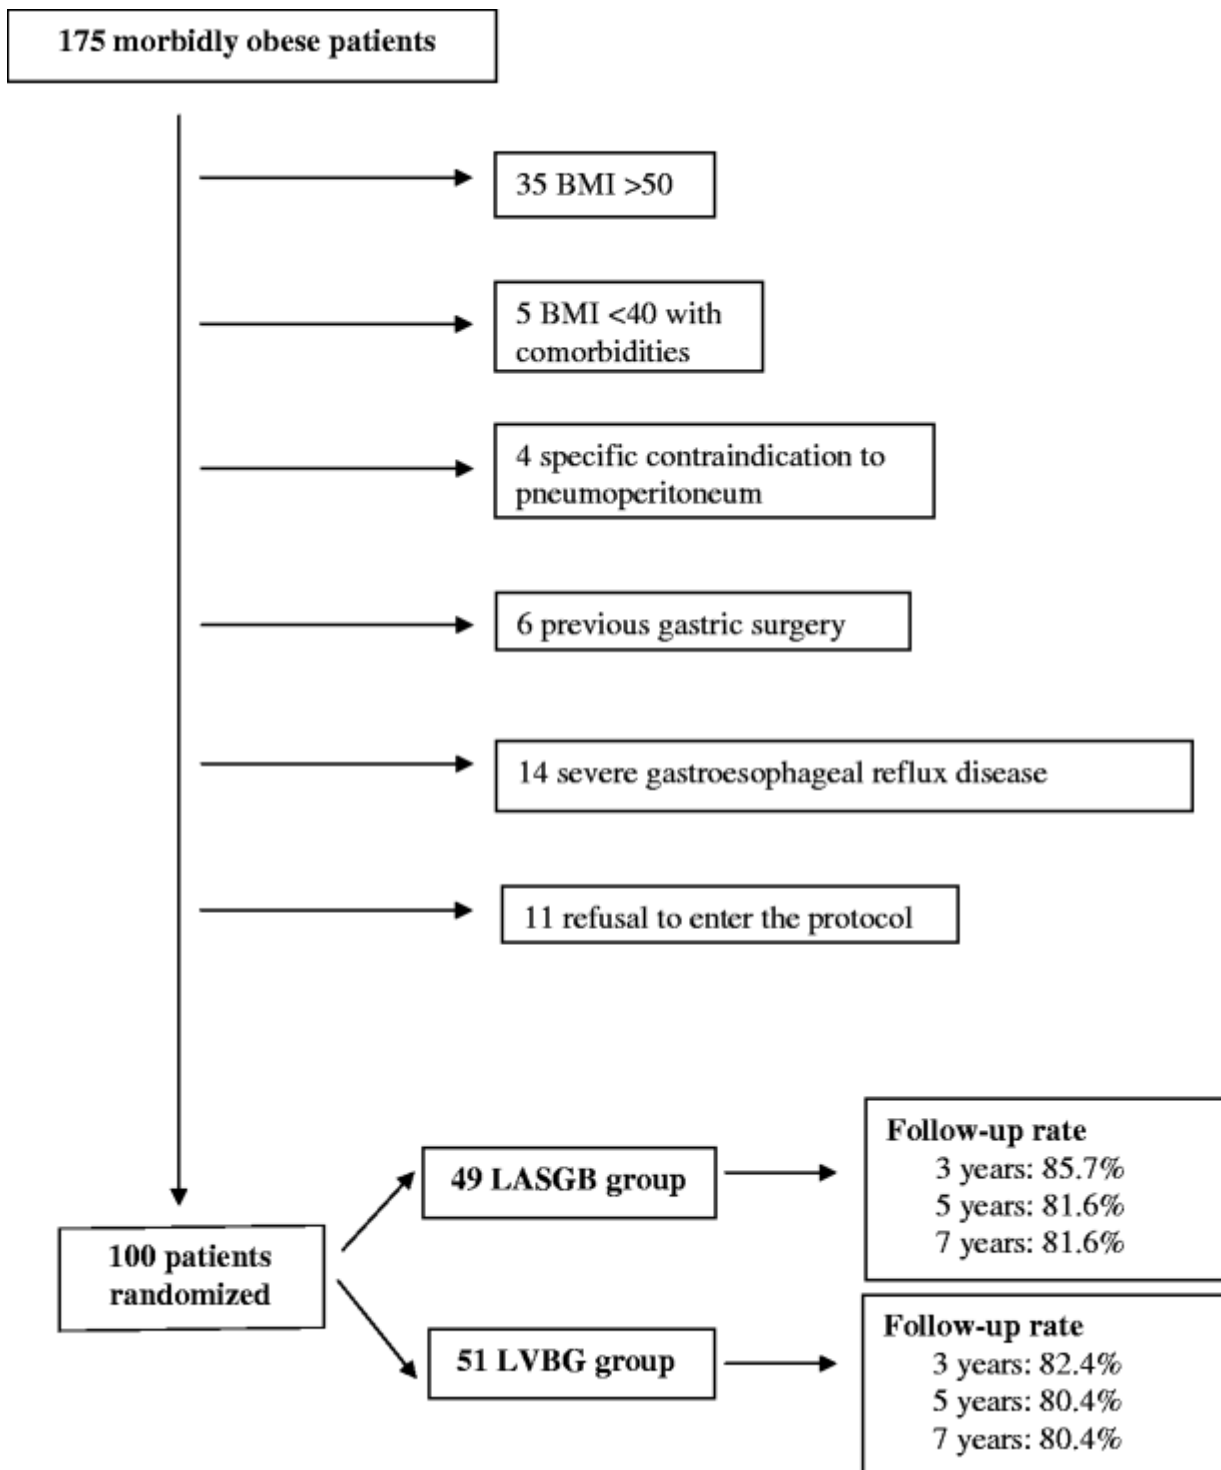 175 morbidly obese patients
35 BMI >50
5 BMI <40 with
comorbidities
4 specific contraindication to
pneumoperitoneum
6 previous gastric surgery
14 severe gastroesophageal reflux disease
11 refusal to enter the protocol
100 patients
randomized
49 LASGB group
Follow-up rate
3 years: 85.7%
5 years: 81.6%
7 years: 81.6%
51 LVBG group
Follow-up rate
3 years: 82.4%
5 years: 80.4%
7 years: 80.4%